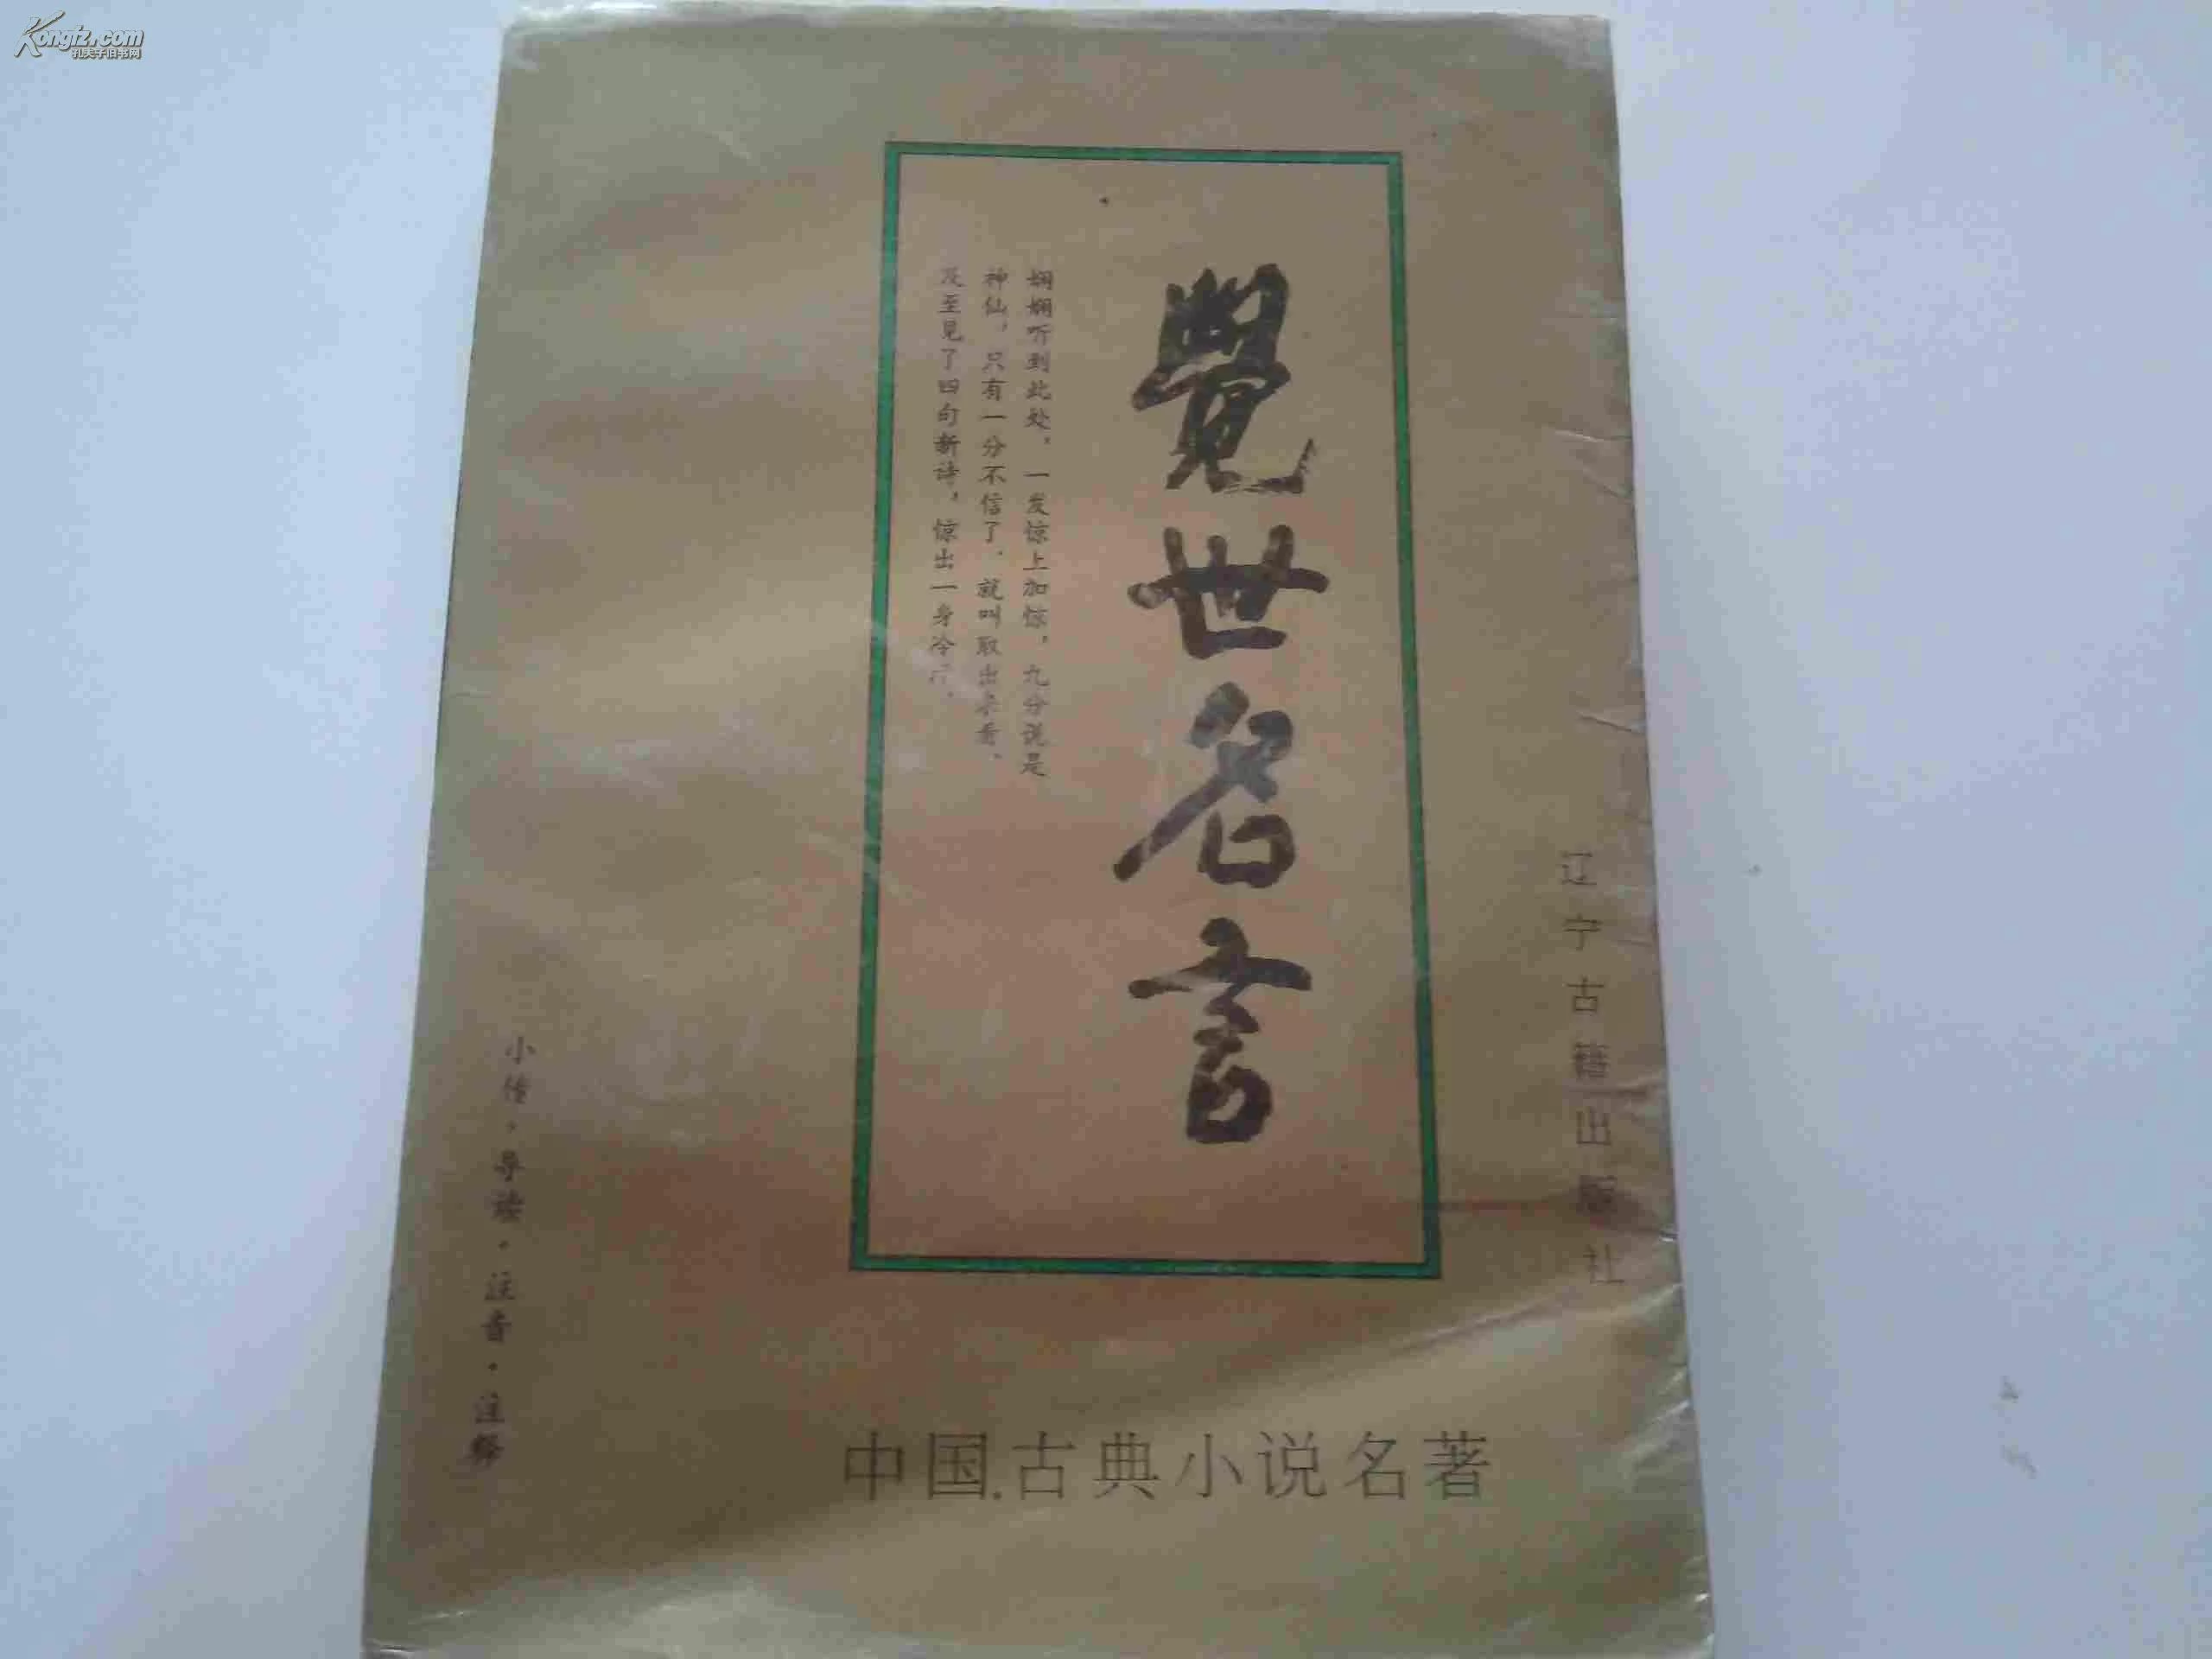 Kongfz.com
孔夫子旧书网
覺世名言
娴娴听到此处，一发惊上加惊，九分说是
神仙，只有一分不信了，就叫取出来看、
及至见了四句新诗，惊出一身冷汗、
辽宁古籍出版社
小传·导读·注音·注释
中国古典小说名著